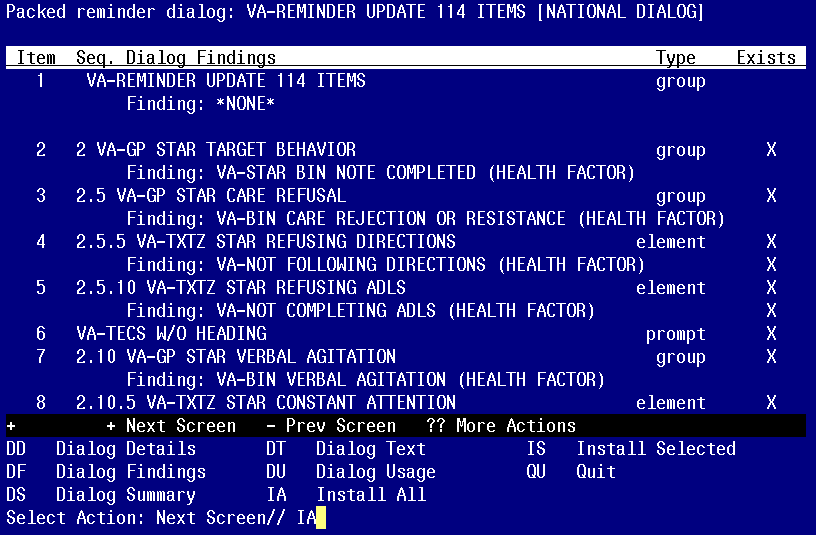 Packed reminder dialog: VA-REMINDER UPDATE 114 ITEMS [NATIONAL DIALOG]
Item Seq. Dialog Findings Type Exists
1 VA-REMINDER UPDATE 114 ITEMS group
Finding: *NONE*
2 2 VA-GP STAR TARGET BEHAVIOR group X
Finding: VA-STAR BIN NOTE COMPLETED (HEALTH FACTOR)
3 2.5 VA-GP STAR CARE REFUSAL group X
Finding: VA-BIN CARE REJECTION OR RESISTANCE (HEALTH FACTOR)
4 2.5.5 VA-TXTZ STAR REFUSING DIRECTIONS element X
Finding: VA-NOT FOLLOWING DIRECTIONS (HEALTH FACTOR) X
5 2.5.10 VA-TXTZ STAR REFUSING ADLS element X
Finding: VA-NOT COMPLETING ADLS (HEALTH FACTOR) X
6 VA-TECS W/O HEADING prompt X
7 2.10 VA-GP STAR VERBAL AGITATION group X
Finding: VA-BIN VERBAL AGITATION (HEALTH FACTOR)
8 2.10.5 VA-TXTZ STAR CONSTANT ATTENTION element X
+ + Next Screen - Prev Screen ?? More Actions
DD Dialog Details DT Dialog Text IS Install Selected
DF Dialog Findings DU Dialog Usage QU Quit
DS Dialog Summary IA Install All
Select Action: Next Screen// IA